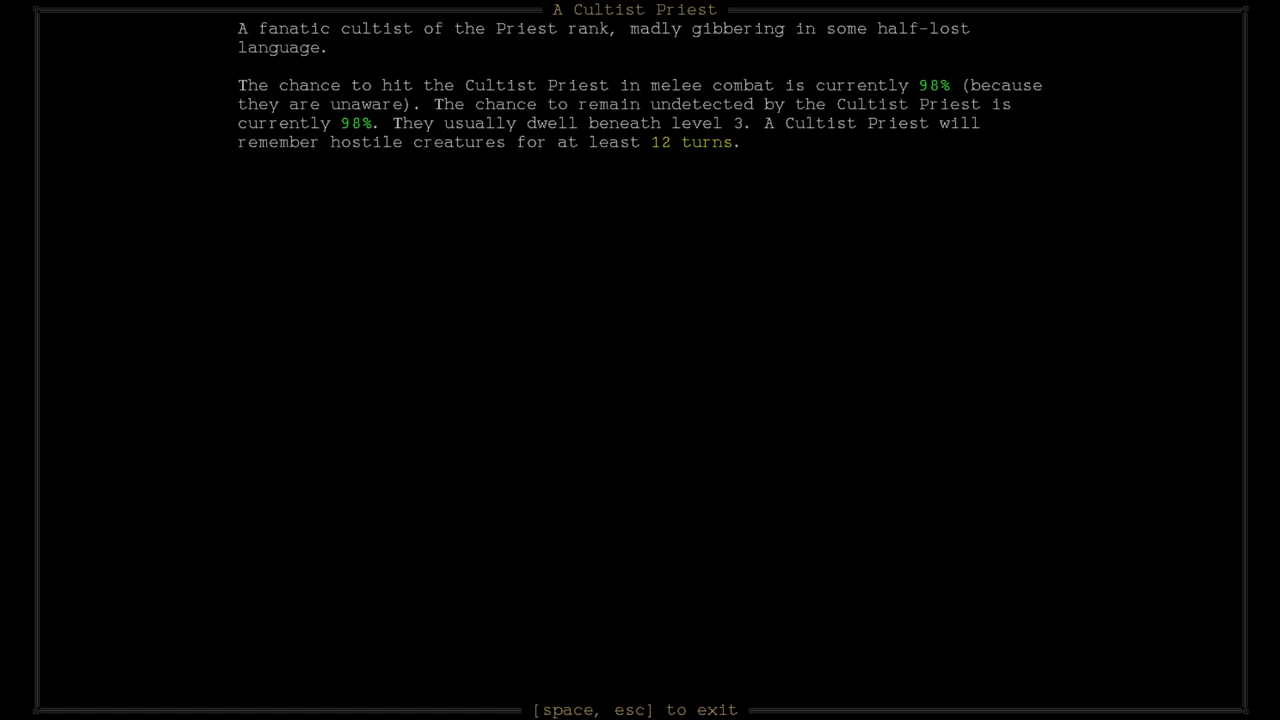 A Cultist Priest
A fanatic cultist of the Priest rank, madly gibbering in some half-lost
language.
The chance to hit the Cultist Priest in melee combat is currently 98% (because
they are unaware). The chance to remain undetected by the Cultist Priest is
currently 98%. They usually dwell beneath level 3. A Cultist Priest will
remember hostile creatures for at least 12 turns.
[space, esc] to exit